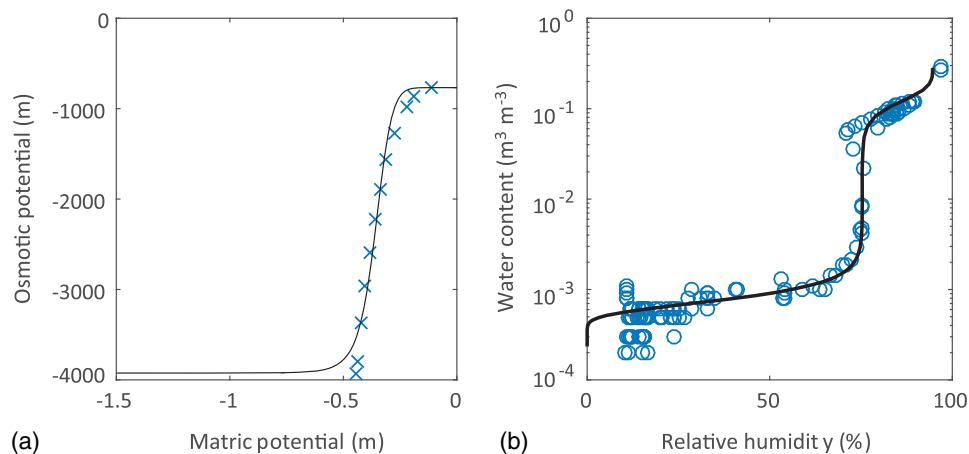 0
-1000
-2000
-3000
-4000
Osmotic potential (m)
-1.5 -1 -0.5 0
(a) Matric potential (m)
10^0
10^-1
10^-2
10^-3
10^-4
Water content (m^3 m^-3)
0 50 100
(b) Relative humidit y (%)